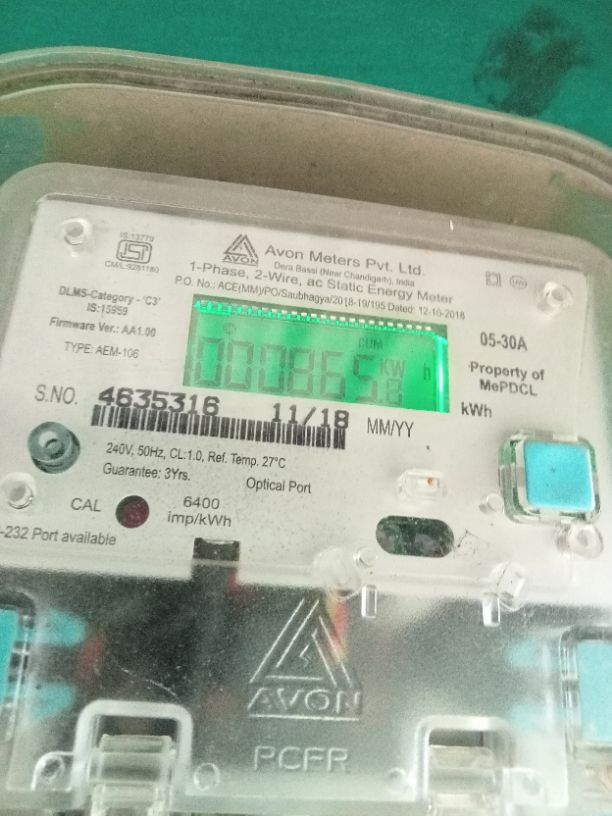 IS:13779
ISI
CM/L:9281160
AVON
Avon Meters Pvt. Ltd.
Dera Bassi (Near Chandigarh), India
1-Phase, 2-Wire, ac Static Energy Meter
P.O. No.: ACE(MM)/PO/Saubhagya/2018-19/195 Dated: 12-10-2018
DLMS-Category - 'C3'
IS:15959
Firmware Ver.: AA1.00
TYPE: AEM-106
CUM
000865.8 kW h
05-30A
Property of
MePDCL
kWh
S.NO. 4635316 11/18 MM/YY
240V, 50Hz, CL:1.0, Ref. Temp. 27°C
Guarantee: 3Yrs.
Optical Port
CAL
6400
imp/kWh
-232 Port available
AVON
PCFR